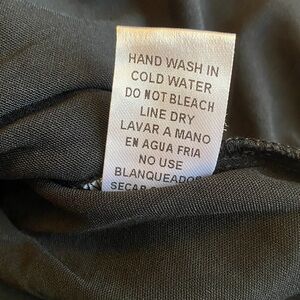 HAND WASH IN
COLD WATER
DO NOT BLEACH
LINE DRY
LAVAR A MANO
EN AGUA FRIA
NO USE
BLANQUEADOR
SECAR